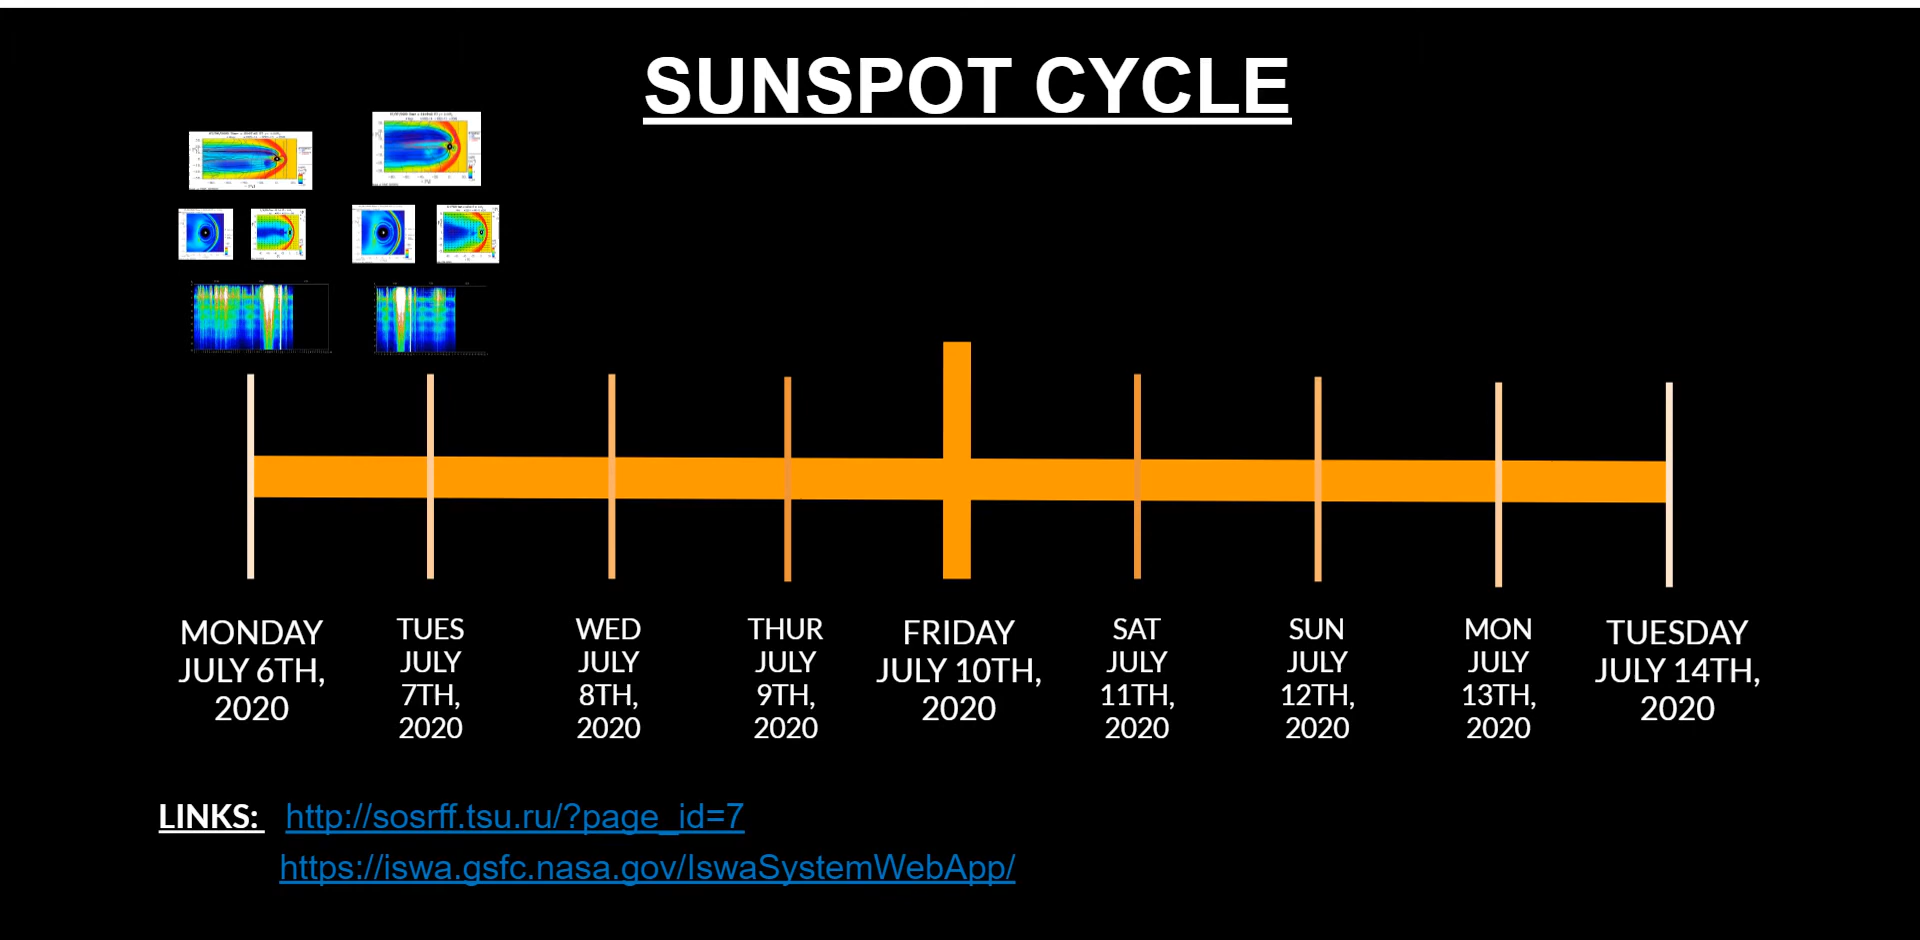 SUNSPOT CYCLE
MONDAY
JULY 6TH,
2020
TUES
JULY
7TH,
2020
WED
JULY
8TH,
2020
THUR
JULY
9TH,
2020
FRIDAY
JULY 10TH,
2020
SAT
JULY
11TH,
2020
SUN
JULY
12TH,
2020
MON
JULY
13TH,
2020
TUESDAY
JULY 14TH,
2020
LINKS: http://sosrff.tsu.ru/?page_id=7
https://iswa.gsfc.nasa.gov/IswaSystemWebApp/